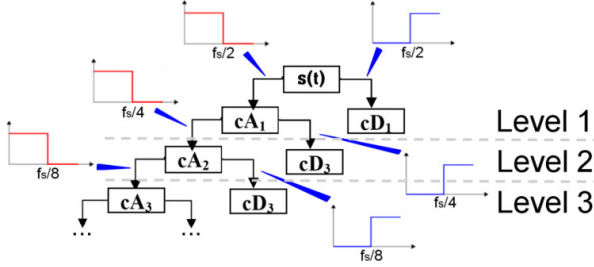 fs/2
fs/2
s(t)
fs/4
cA1
cD1
Level 1
fs/8
cA2
cD3
Level 2
fs/4
cA3
cD3
Level 3
...
...
fs/8